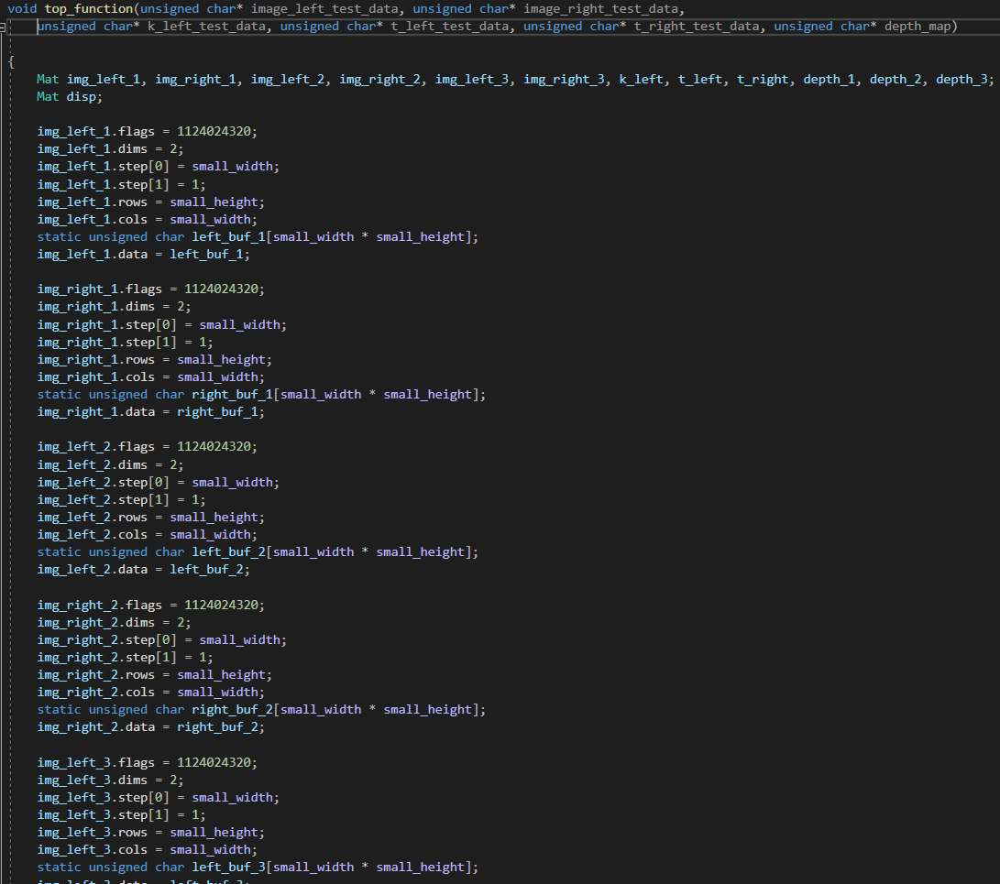 void top_function(unsigned char* image_left_test_data, unsigned char* image_right_test_data,
unsigned char* k_left_test_data, unsigned char* t_left_test_data, unsigned char* t_right_test_data, unsigned char* depth_map)
{
Mat img_left_1, img_right_1, img_left_2, img_right_2, img_left_3, img_right_3, k_left, t_left, t_right, depth_1, depth_2, depth_3;
Mat disp;
img_left_1.flags = 1124024320;
img_left_1.dims = 2;
img_left_1.step[0] = small_width;
img_left_1.step[1] = 1;
img_left_1.rows = small_height;
img_left_1.cols = small_width;
static unsigned char left_buf_1[small_width * small_height];
img_left_1.data = left_buf_1;
img_right_1.flags = 1124024320;
img_right_1.dims = 2;
img_right_1.step[0] = small_width;
img_right_1.step[1] = 1;
img_right_1.rows = small_height;
img_right_1.cols = small_width;
static unsigned char right_buf_1[small_width * small_height];
img_right_1.data = right_buf_1;
img_left_2.flags = 1124024320;
img_left_2.dims = 2;
img_left_2.step[0] = small_width;
img_left_2.step[1] = 1;
img_left_2.rows = small_height;
img_left_2.cols = small_width;
static unsigned char left_buf_2[small_width * small_height];
img_left_2.data = left_buf_2;
img_right_2.flags = 1124024320;
img_right_2.dims = 2;
img_right_2.step[0] = small_width;
img_right_2.step[1] = 1;
img_right_2.rows = small_height;
img_right_2.cols = small_width;
static unsigned char right_buf_2[small_width * small_height];
img_right_2.data = right_buf_2;
img_left_3.flags = 1124024320;
img_left_3.dims = 2;
img_left_3.step[0] = small_width;
img_left_3.step[1] = 1;
img_left_3.rows = small_height;
img_left_3.cols = small_width;
static unsigned char left_buf_3[small_width * small_height];